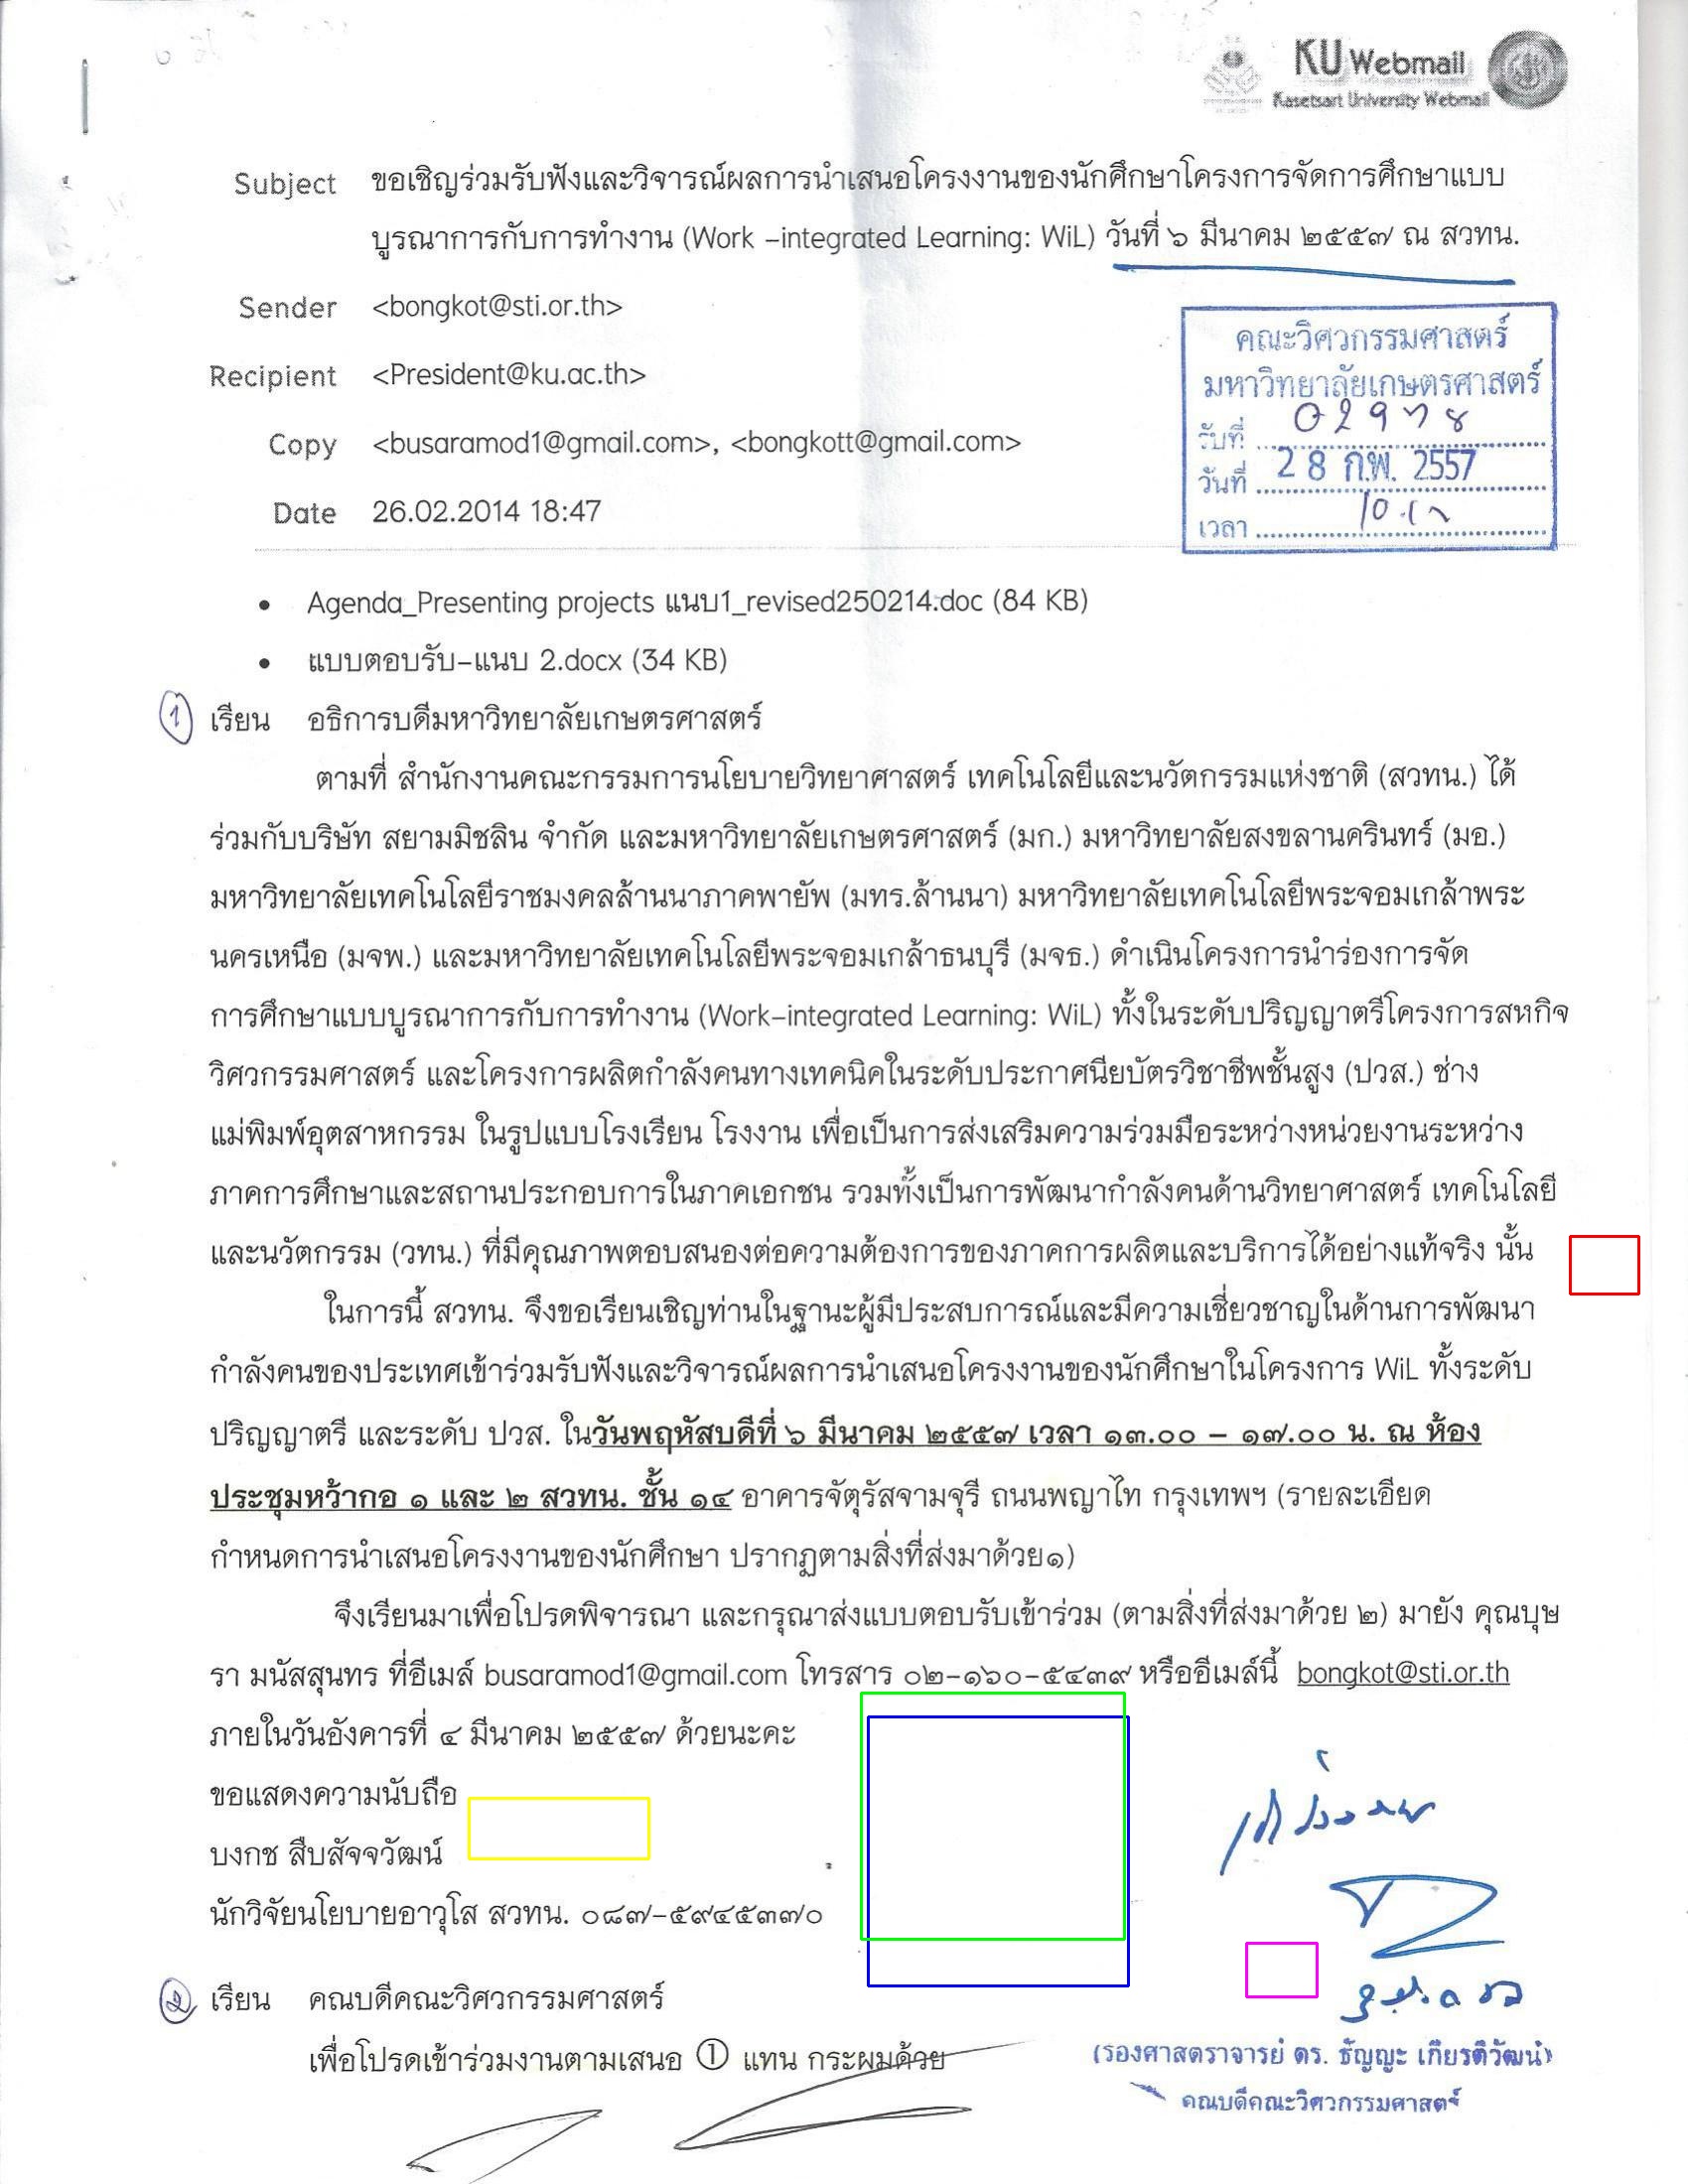 KU Webmail
Kasetsart University Webmail
Subject ขอเชิญร่วมรับฟังและวิจารณ์ผลการนำเสนอโครงงานของนักศึกษาโครงการจัดการศึกษาแบบ
บูรณาการกับการทำงาน (Work -integrated Learning: WiL) วันที่ ๖ มีนาคม ๒๕๕๗ ณ สวทน.
Sender <bongkot@sti.or.th>
Recipient <President@ku.ac.th>
Copy <busaramod1@gmail.com>, <bongkott@gmail.com>
Date 26.02.2014 18:47
คณะวิศวกรรมศาสตร์
มหาวิทยาลัยเกษตรศาสตร์
รับที่
วันที่ 28 ก.พ. 2557
เวลา
• Agenda_Presenting projects แนบ1_revised250214.doc (84 KB)
• แบบตอบรับ-แนบ 2.docx (34 KB)
1 เรียน อธิการบดีมหาวิทยาลัยเกษตรศาสตร์
ตามที่ สำนักงานคณะกรรมการนโยบายวิทยาศาสตร์ เทคโนโลยีและนวัตกรรมแห่งชาติ (สวทน.) ได้
ร่วมกับบริษัท สยามมิชลิน จำกัด และมหาวิทยาลัยเกษตรศาสตร์ (มก.) มหาวิทยาลัยสงขลานครินทร์ (มอ.)
มหาวิทยาลัยเทคโนโลยีราชมงคลล้านนาภาคพายัพ (มทร.ล้านนา) มหาวิทยาลัยเทคโนโลยีพระจอมเกล้าพระ
นครเหนือ (มจพ.) และมหาวิทยาลัยเทคโนโลยีพระจอมเกล้าธนบุรี (มจธ.) ดำเนินโครงการนำร่องการจัด
การศึกษาแบบบูรณาการกับการทำงาน (Work-integrated Learning: WiL) ทั้งในระดับปริญญาตรีโครงการสหกิจ
วิศวกรรมศาสตร์ และโครงการผลิตกำลังคนทางเทคนิคในระดับประกาศนียบัตรวิชาชีพชั้นสูง (ปวส.) ช่าง
แม่พิมพ์อุตสาหกรรม ในรูปแบบโรงเรียน โรงงาน เพื่อเป็นการส่งเสริมความร่วมมือระหว่างหน่วยงานระหว่าง
ภาคการศึกษาและสถานประกอบการในภาคเอกชน รวมทั้งเป็นการพัฒนากำลังคนด้านวิทยาศาสตร์ เทคโนโลยี
และนวัตกรรม (วทน.) ที่มีคุณภาพตอบสนองต่อความต้องการของภาคการผลิตและบริการได้อย่างแท้จริง นั้น
ในการนี้ สวทน. จึงขอเรียนเชิญท่านในฐานะผู้มีประสบการณ์และมีความเชี่ยวชาญในด้านการพัฒนา
กำลังคนของประเทศเข้าร่วมรับฟังและวิจารณ์ผลการนำเสนอโครงงานของนักศึกษาในโครงการ WiL ทั้งระดับ
ปริญญาตรี และระดับ ปวส. ในวันพฤหัสบดีที่ ๖ มีนาคม ๒๕๕๗ เวลา ๑๓.๐๐ - ๑๗.๐๐ น. ณ ห้อง
ประชุมหว้ากอ ๑ และ ๒ สวทน. ชั้น ๑๔ อาคารจัตุรัสจามจุรี ถนนพญาไท กรุงเทพฯ (รายละเอียด
กำหนดการนำเสนอโครงงานของนักศึกษา ปรากฏตามสิ่งที่ส่งมาด้วย๑)
จึงเรียนมาเพื่อโปรดพิจารณา และกรุณาส่งแบบตอบรับเข้าร่วม (ตามสิ่งที่ส่งมาด้วย ๒) มายัง คุณบุษ
รา มนัสสุนทร ที่อีเมล์ busaramod1@gmail.com โทรสาร ๐๒-๑๖๐-๕๔๓๙ หรืออีเมล์นี้ bongkot@sti.or.th
ภายในวันอังคารที่ ๔ มีนาคม ๒๕๕๗ ด้วยนะคะ
ขอแสดงความนับถือ
บงกช สืบสัจจวัฒน์
นักวิจัยนโยบายอาวุโส สวทน. ๐๘๗-๕๙๔๕๓๗๐
๒ เรียน คณบดีคณะวิศวกรรมศาสตร์
เพื่อโปรดเข้าร่วมงานตามเสนอ ① แทน กระผมด้วย
(รองศาสตราจารย์ ดร. ธัญญะ เกียรติวัฒน์)
คณบดีคณะวิศวกรรมศาสตร์